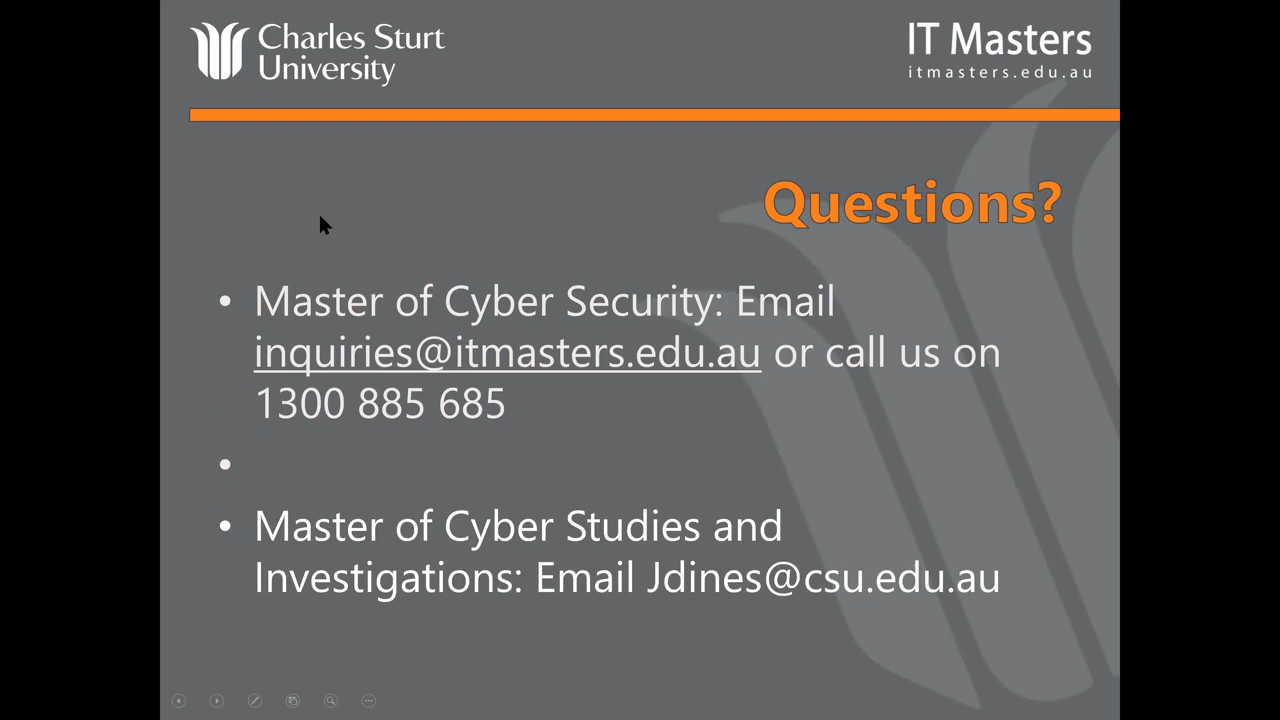 Charles Sturt
University
IT Masters
itmasters.edu.au
Questions?
• Master of Cyber Security: Email
inquiries@itmasters.edu.au or call us on
1300 885 685
•
• Master of Cyber Studies and
Investigations: Email Jdines@csu.edu.au